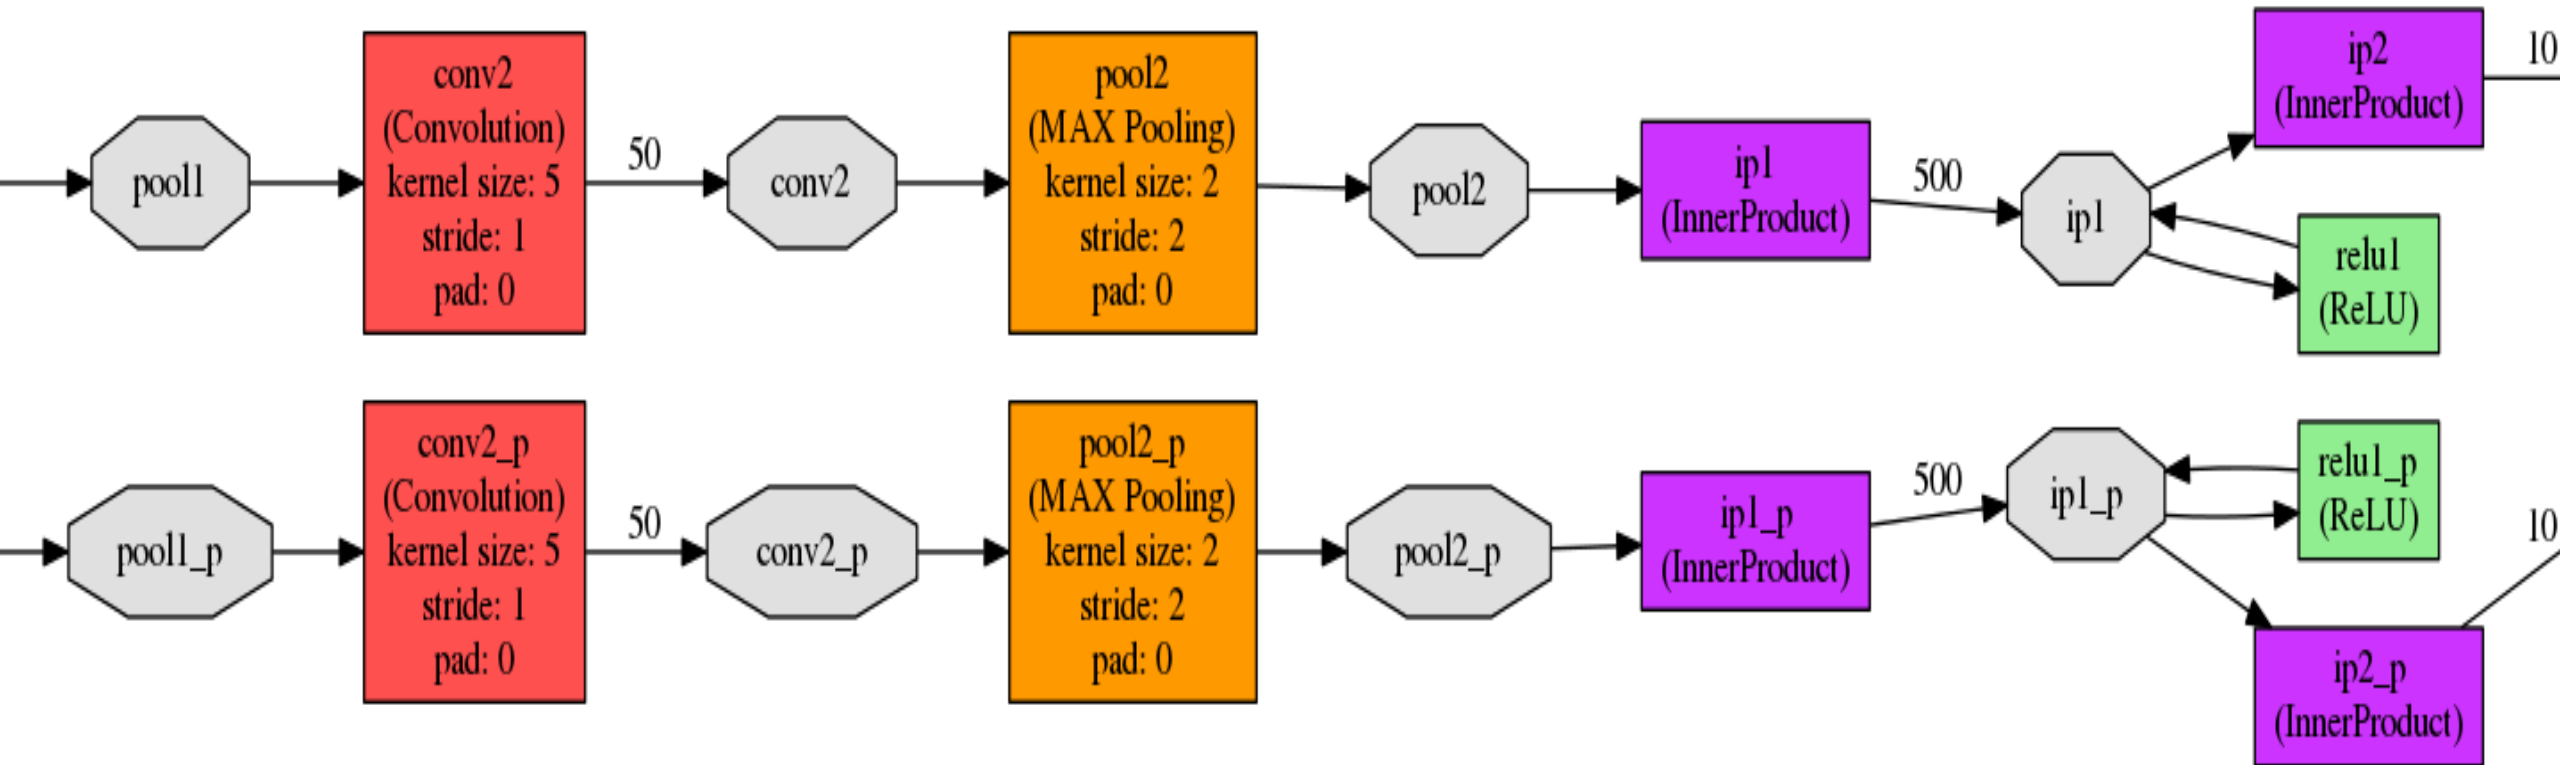 pool1
conv2
(Convolution)
kernel size: 5
stride: 1
pad: 0
50
conv2
pool2
(MAX Pooling)
kernel size: 2
stride: 2
pad: 0
pool2
ip1
(InnerProduct)
500
ip1
ip2
(InnerProduct)
10
relu1
(ReLU)
pool1_p
conv2_p
(Convolution)
kernel size: 5
stride: 1
pad: 0
50
conv2_p
pool2_p
(MAX Pooling)
kernel size: 2
stride: 2
pad: 0
pool2_p
ip1_p
(InnerProduct)
500
ip1_p
relu1_p
(ReLU)
10
ip2_p
(InnerProduct)